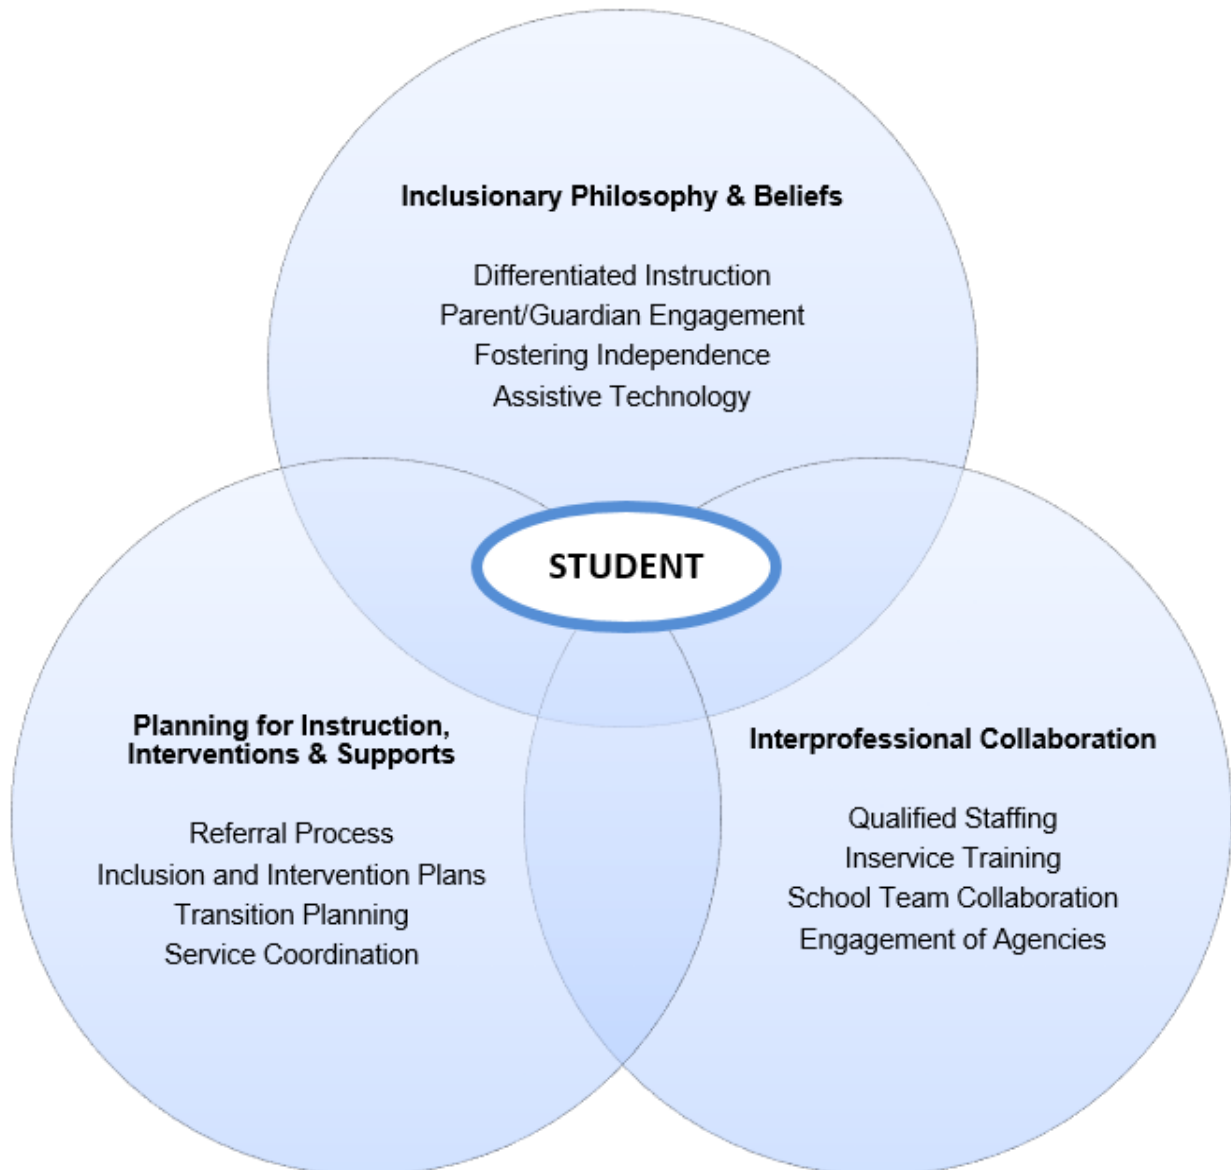 Inclusionary Philosophy & Beliefs
Differentiated Instruction
Parent/Guardian Engagement
Fostering Independence
Assistive Technology
STUDENT
Planning for Instruction,
Interventions & Supports
Referral Process
Inclusion and Intervention Plans
Transition Planning
Service Coordination
Interprofessional Collaboration
Qualified Staffing
Inservice Training
School Team Collaboration
Engagement of Agencies